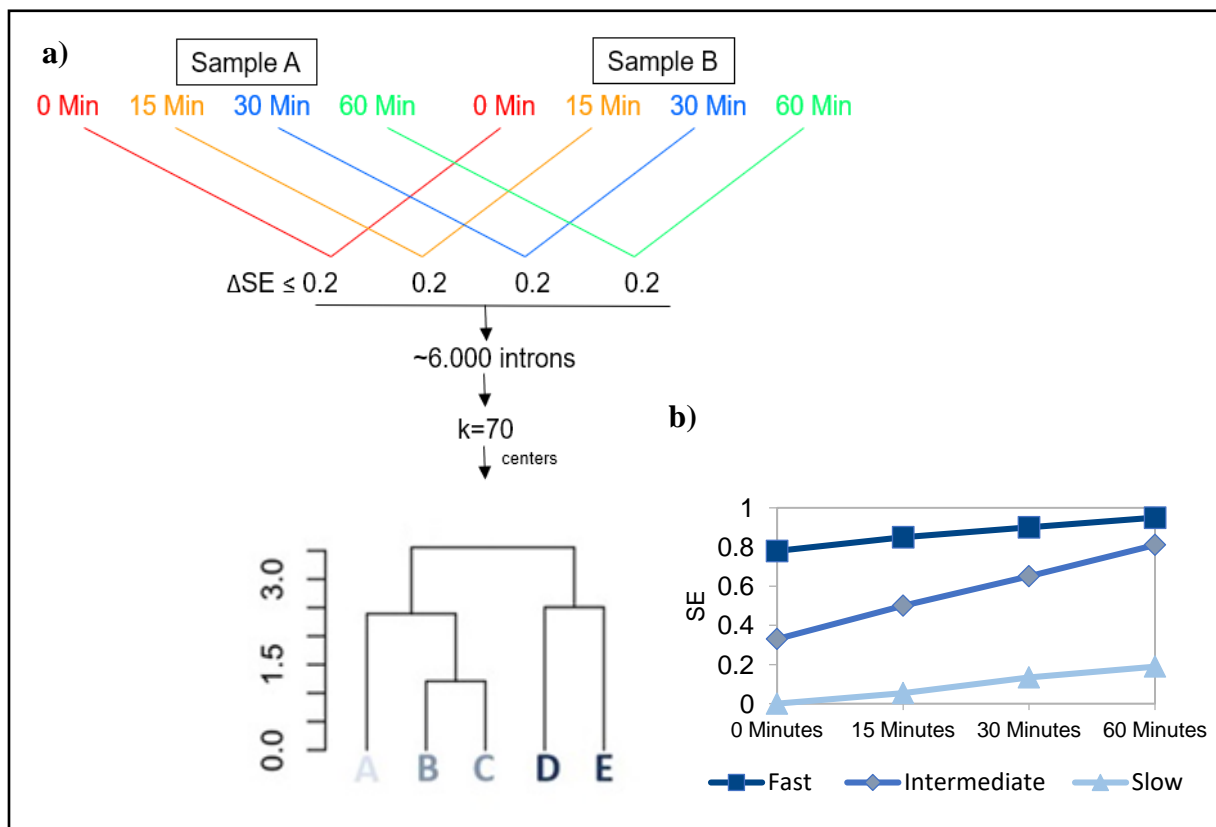 a)
Sample A
Sample B
0 Min 15 Min 30 Min 60 Min 0 Min 15 Min 30 Min 60 Min
ΔSE ≤ 0.2 0.2 0.2 0.2
~6.000 introns
k=70
centers
3.0
1.5
0.0
A B C D E
b)
SE
1
0.8
0.6
0.4
0.2
0
0 Minutes 15 Minutes 30 Minutes 60 Minutes
Fast Intermediate Slow